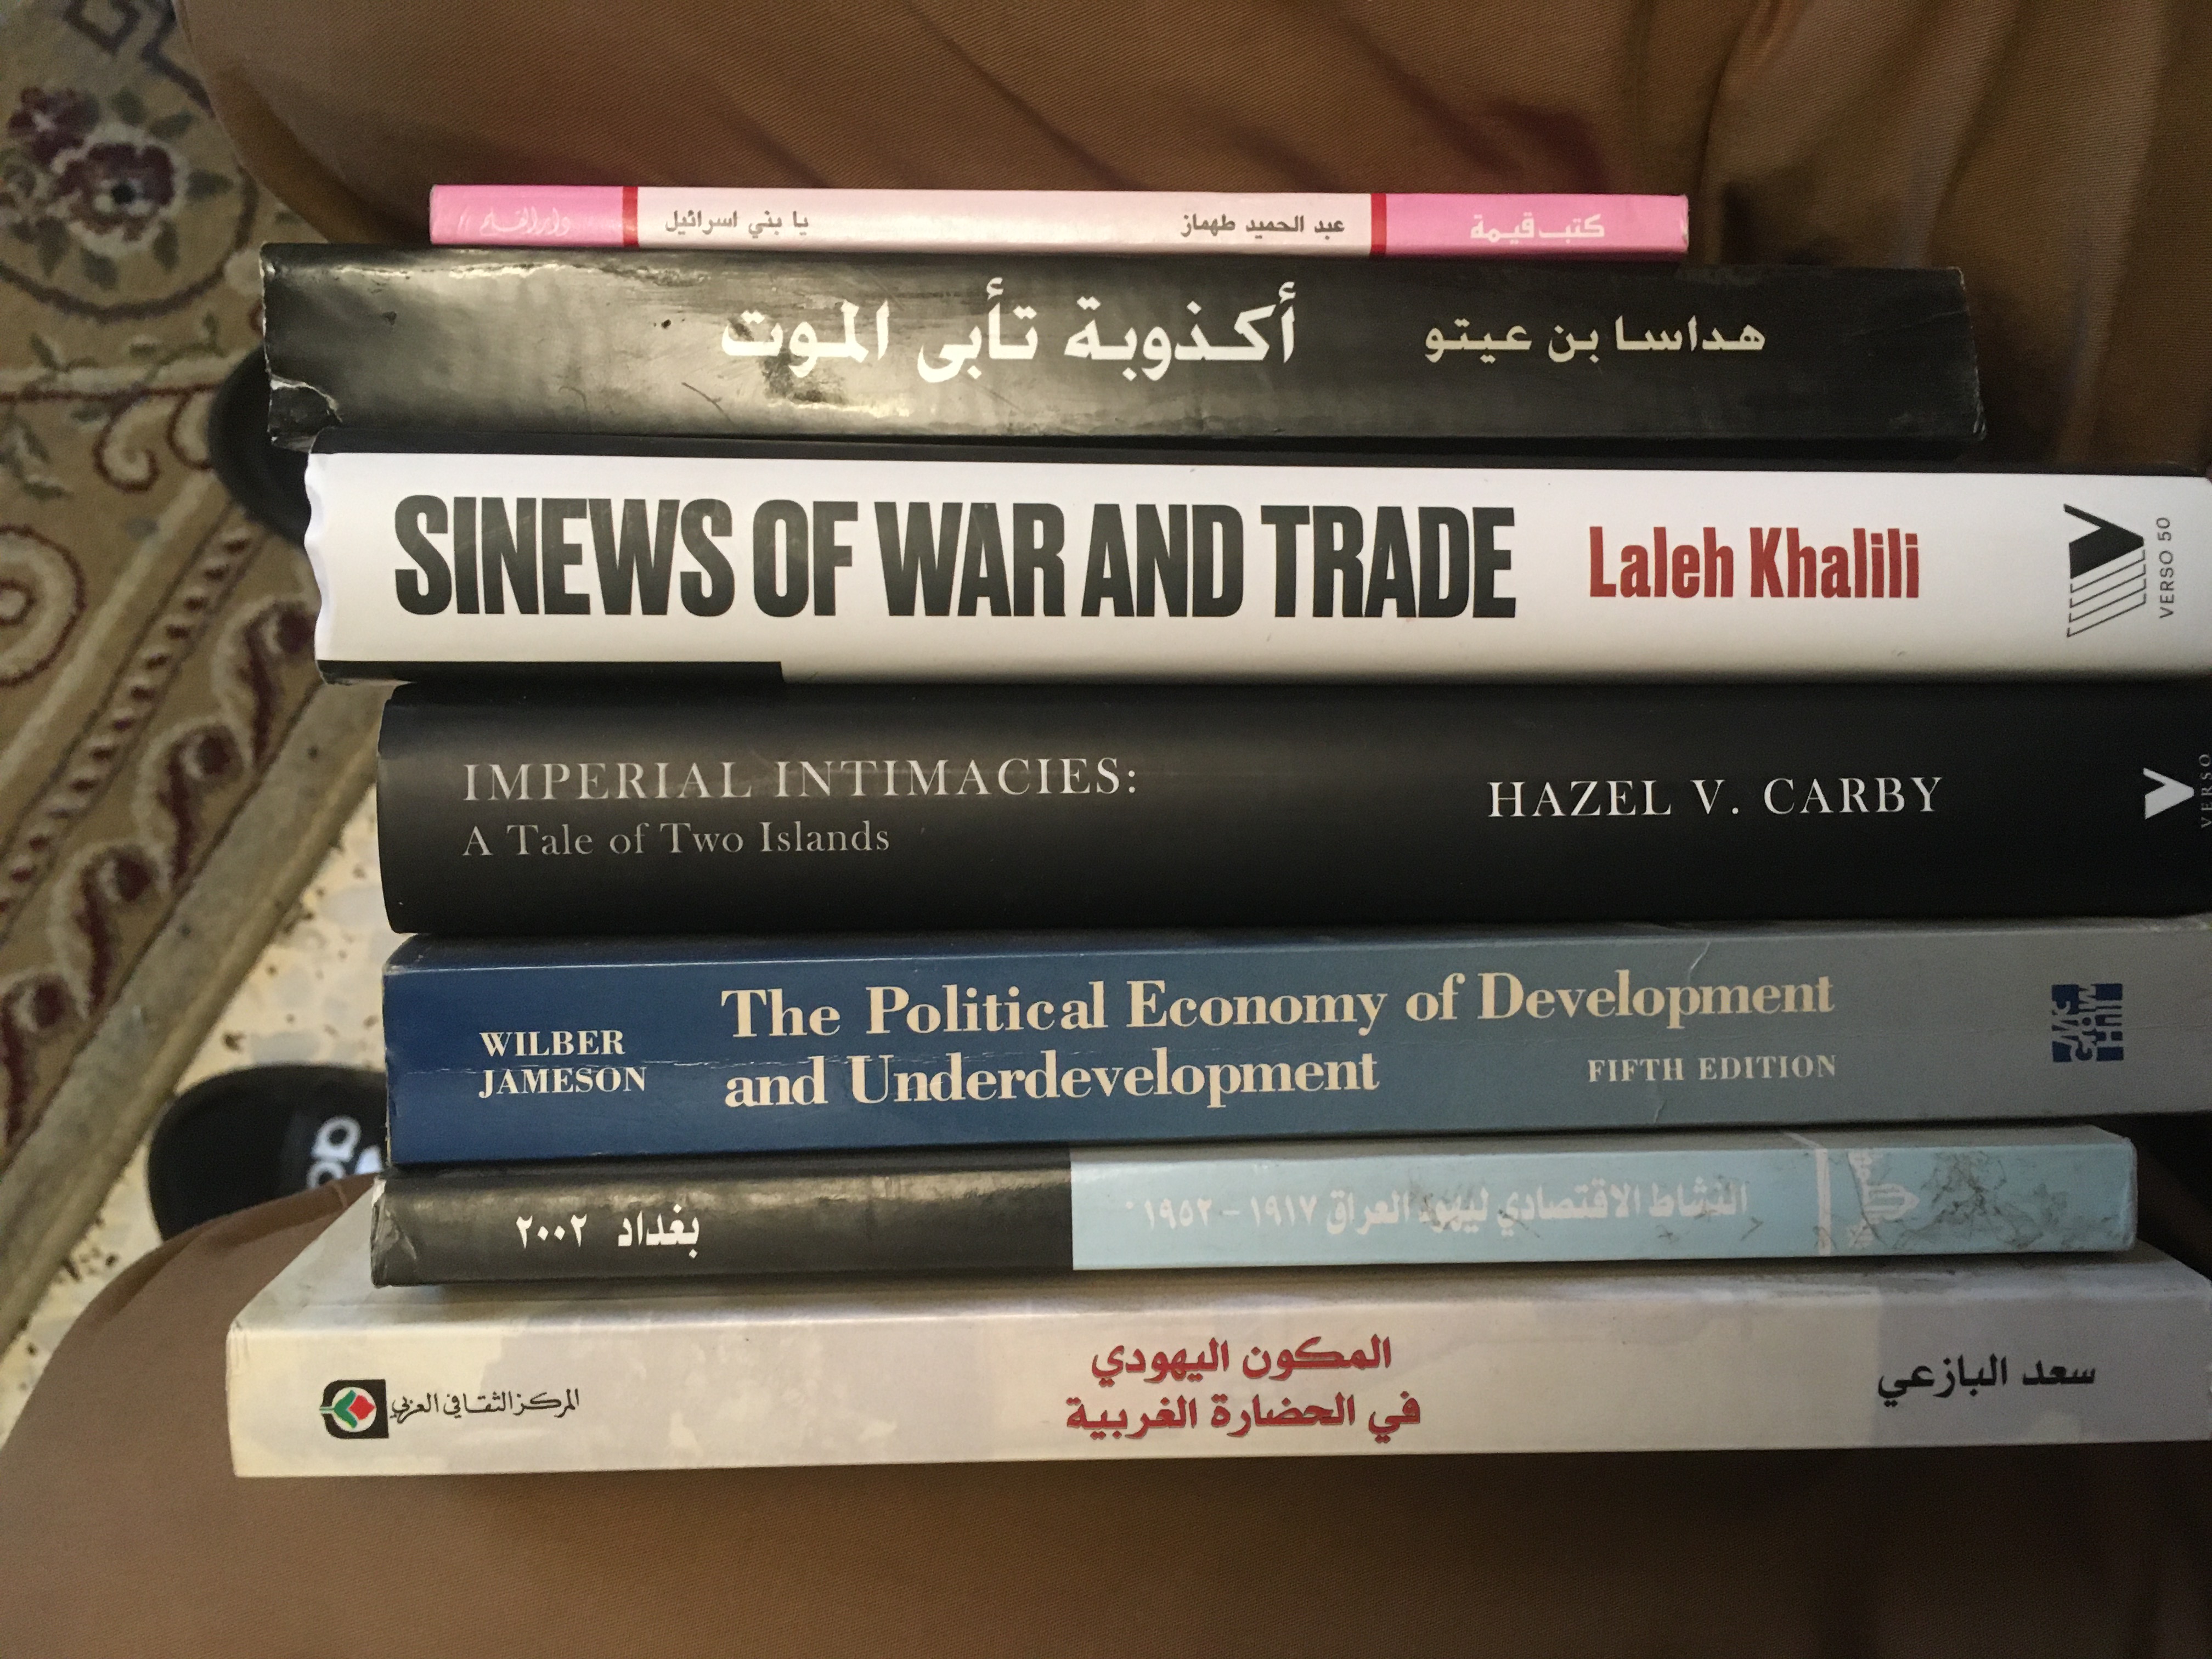 المركز الثقافي العربي
المكون اليهودي
في الحضارة الغربية
سعد البازعي
بغداد ٢٠٠٢
النشاط الاقتصادي ليهود العراق ١٩١٧ - ١٩٥٢
WILBER
JAMESON
The Political Economy of Development
and Underdevelopment
FIFTH EDITION
Mc
Graw
Hill
IMPERIAL INTIMACIES:
A Tale of Two Islands
HAZEL V. CARBY
VERSO
SINEWS OF WAR AND TRADE
Laleh Khalili
VERSO 50
أكذوبة تأبى الموت
هداسا بن عيتو
يا بني اسرائيل
عبد الحميد طهماز
كتب قيمة